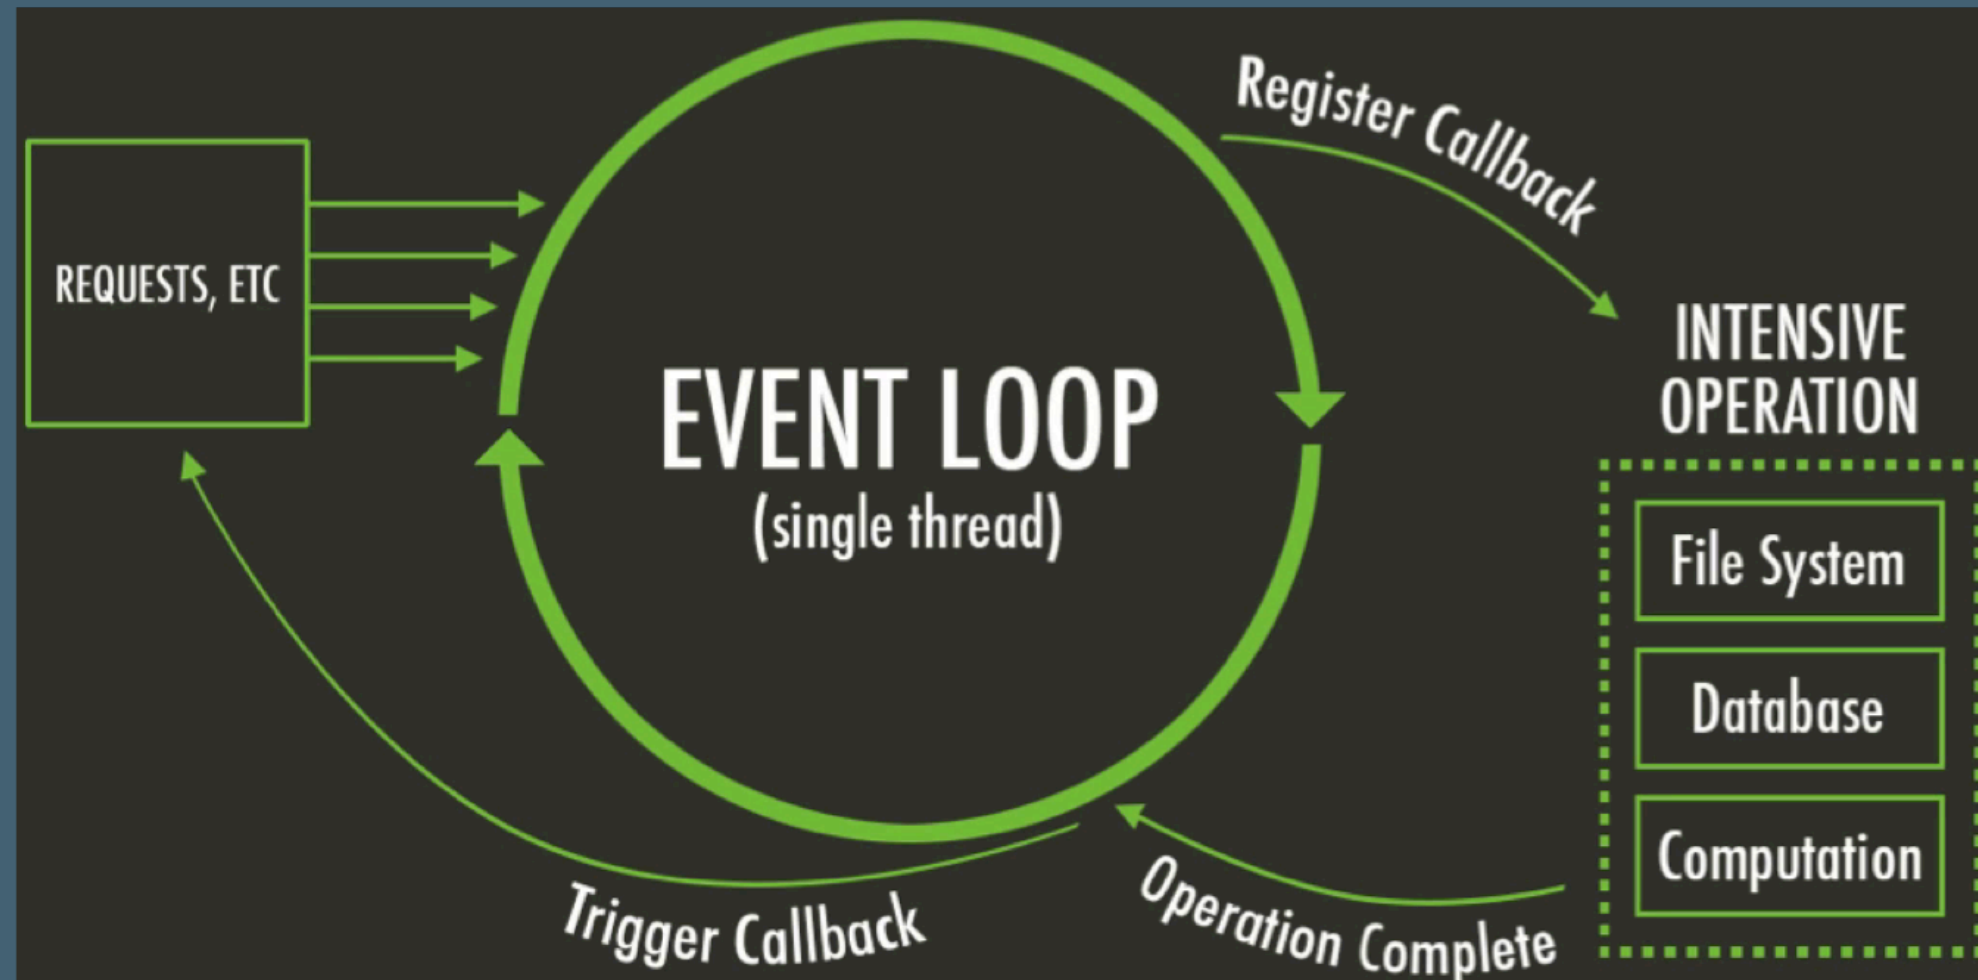 Register Callback
REQUESTS, ETC
EVENT LOOP
(single thread)
INTENSIVE
OPERATION
File System
Database
Computation
Operation Complete
Trigger Callback